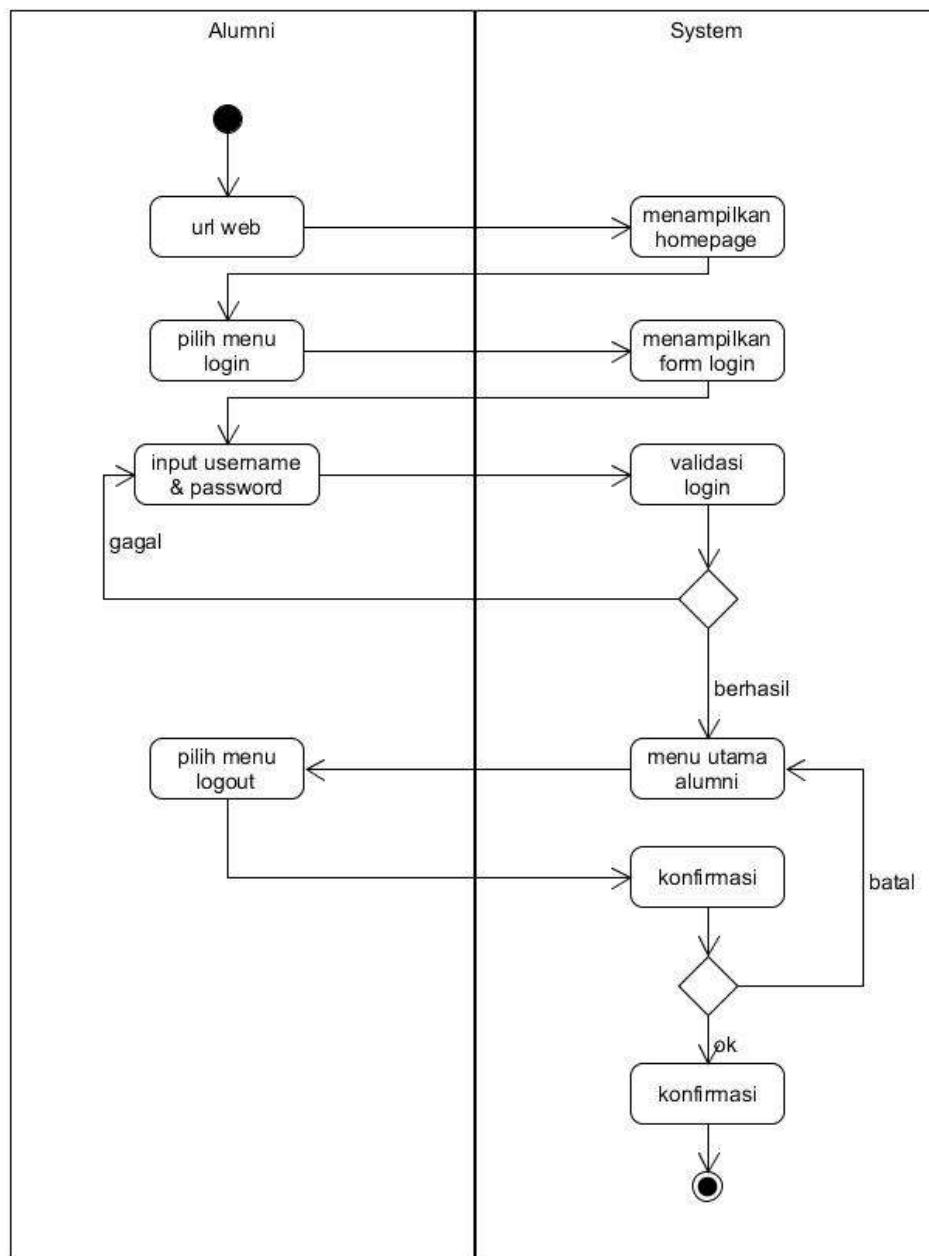 Alumni
System
url web
menampilkan
homepage
pilih menu
login
menampilkan
form login
input username
& password
validasi
login
gagal
berhasil
pilih menu
logout
menu utama
alumni
konfirmasi
batal
ok
konfirmasi